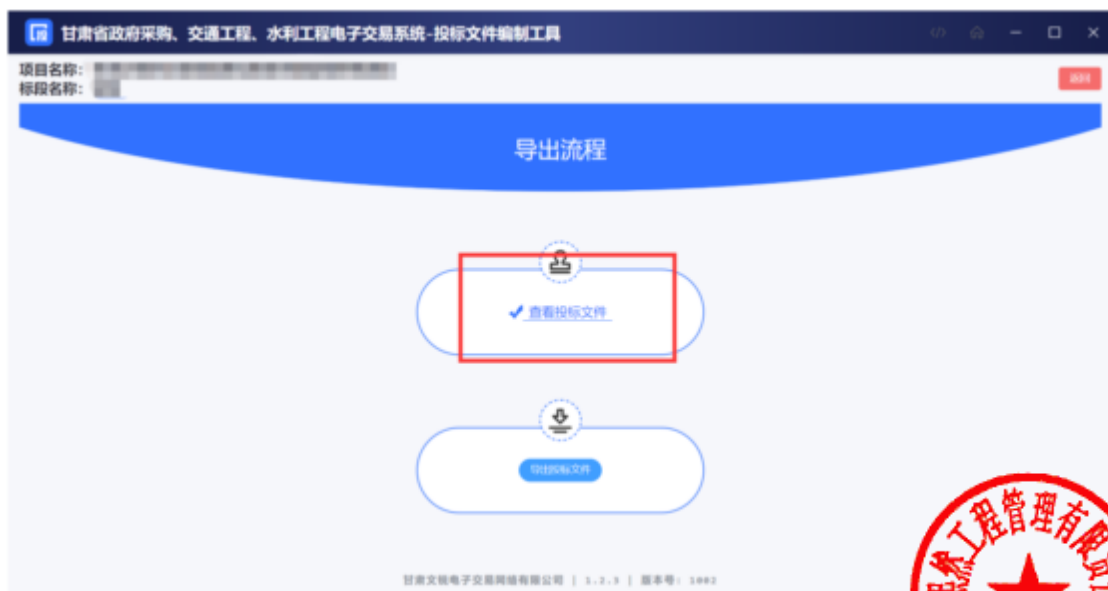 甘肃省政府采购、交通工程、水利工程电子交易系统-投标文件编制工具
项目名称:
标段名称:
返回
导出流程
查看投标文件
导出投标文件
甘肃文锐电子交易网络有限公司 | 1.2.3 | 版本号: 1002
工程管理有限责